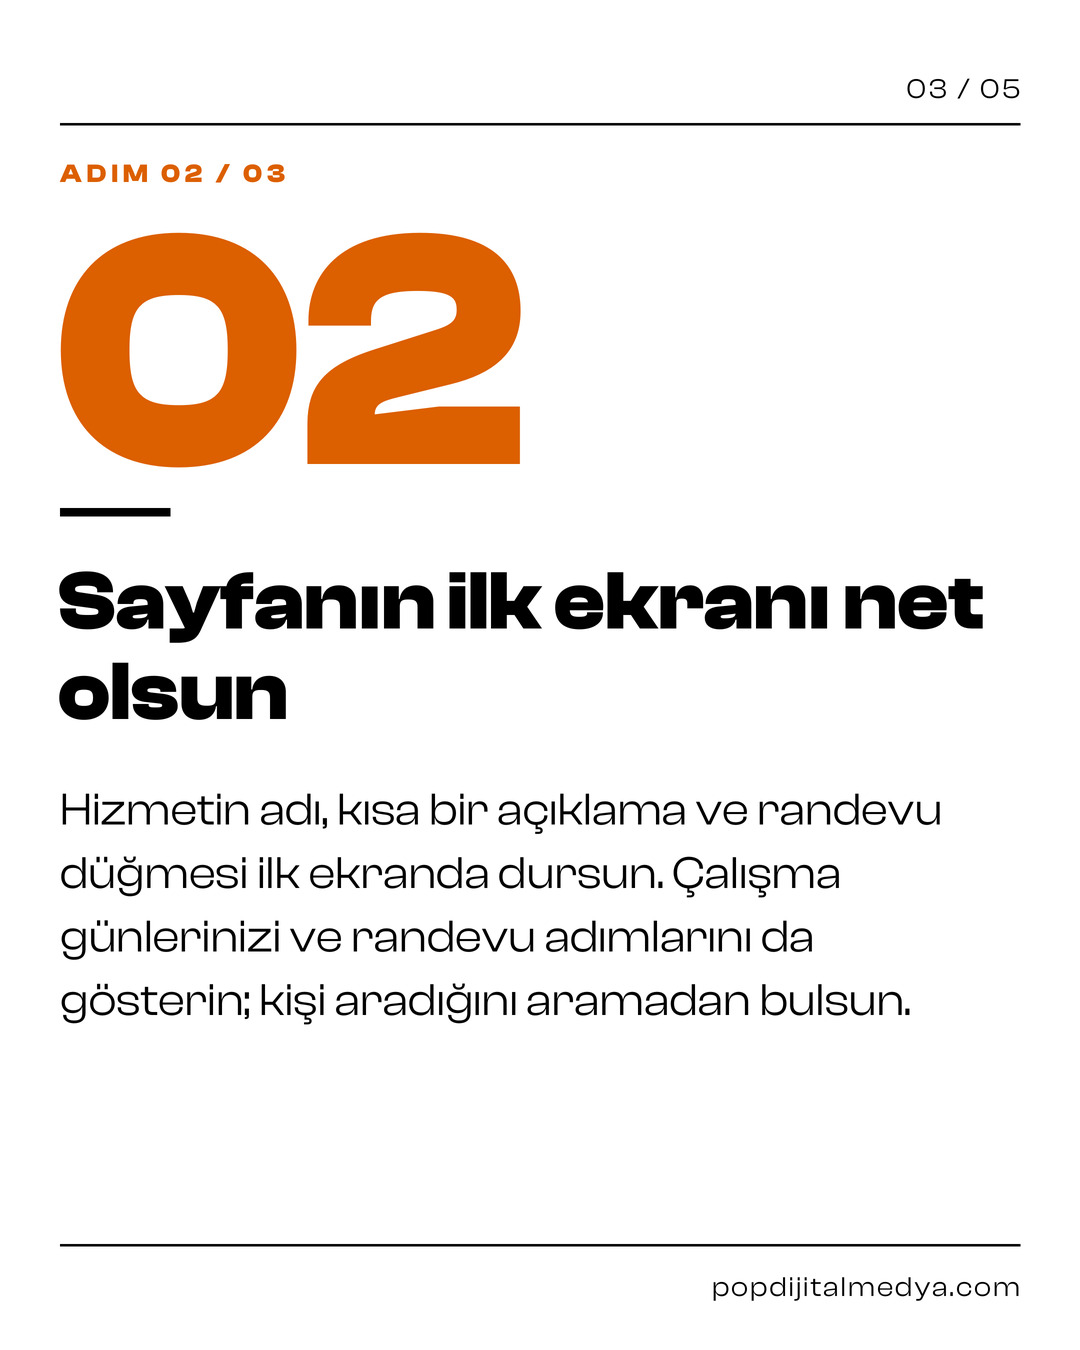 03 / 05
ADIM 02 / 03
02
Sayfanın ilk ekranı net
olsun
Hizmetin adı, kısa bir açıklama ve randevu
düğmesi ilk ekranda dursun. Çalışma
günlerinizi ve randevu adımlarını da
gösterin; kişi aradığını aramadan bulsun.
popdijitalmedya.com